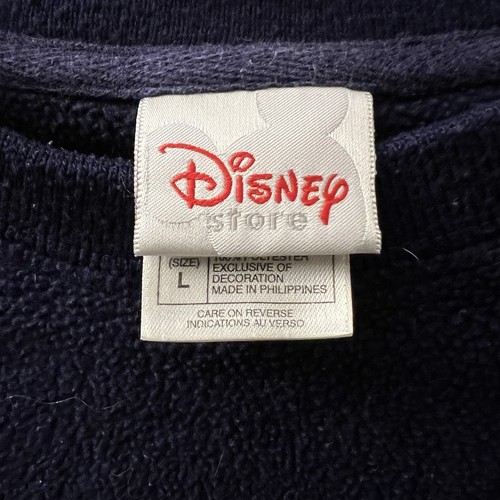 Disney
store
(SIZE)
L
100% POLYESTER
EXCLUSIVE OF
DECORATION
MADE IN PHILIPPINES
CARE ON REVERSE
INDICATIONS AU VERSO